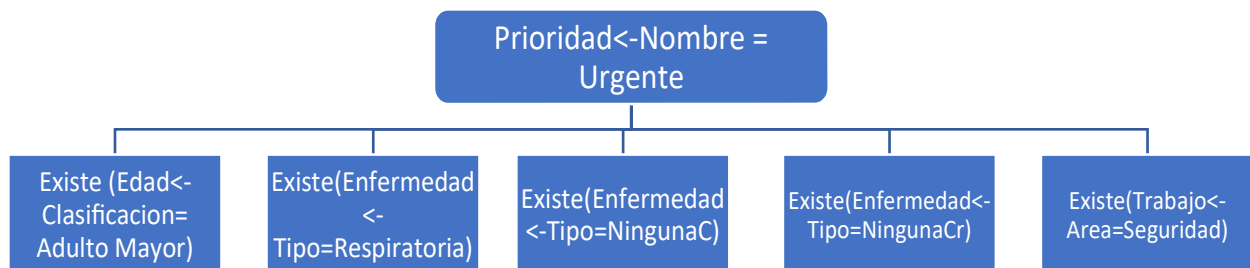 Prioridad<-Nombre =
Urgente
Existe (Edad<-
Clasificacion=
Adulto Mayor)
Existe(Enfermedad
<-
Tipo=Respiratoria)
Existe(Enfermedad
<-Tipo=NingunaC)
Existe(Enfermedad<-
Tipo=NingunaCr)
Existe(Trabajo<-
Area=Seguridad)